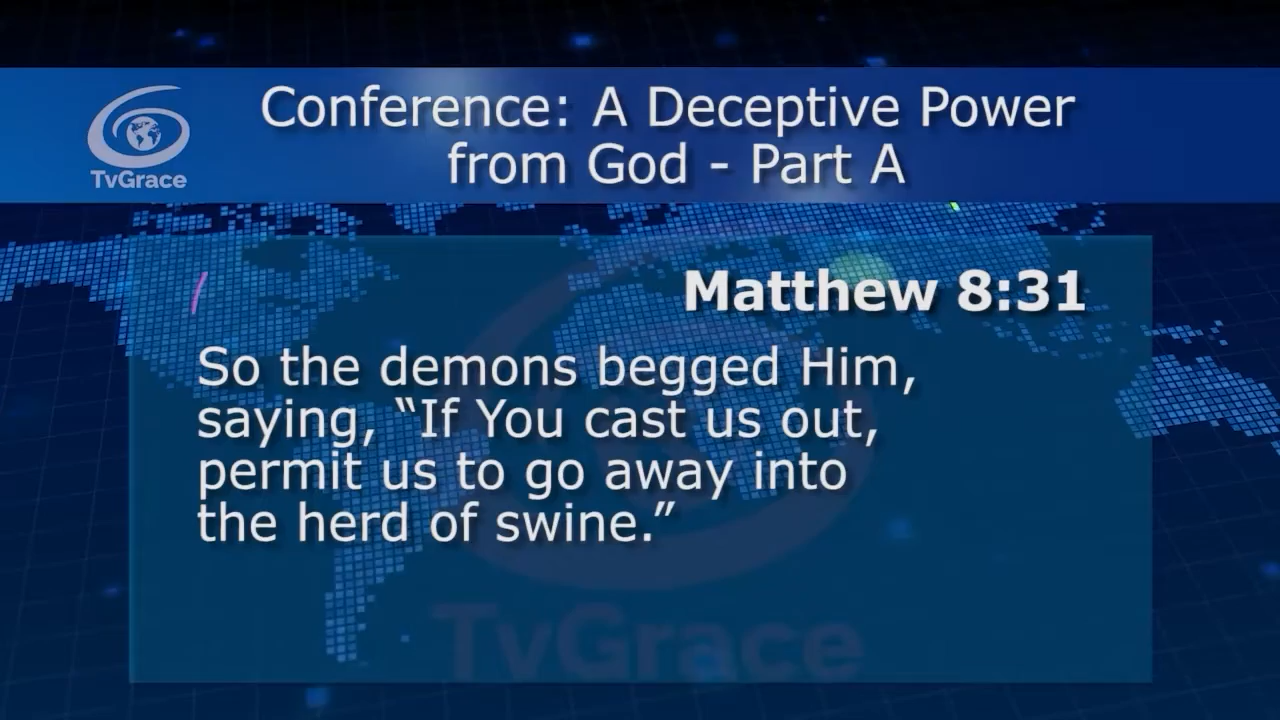 Conference: A Deceptive Power
from God - Part A
TvGrace
Matthew 8:31
So the demons begged Him,
saying, “If You cast us out,
permit us to go away into
the herd of swine.”
TvGrace